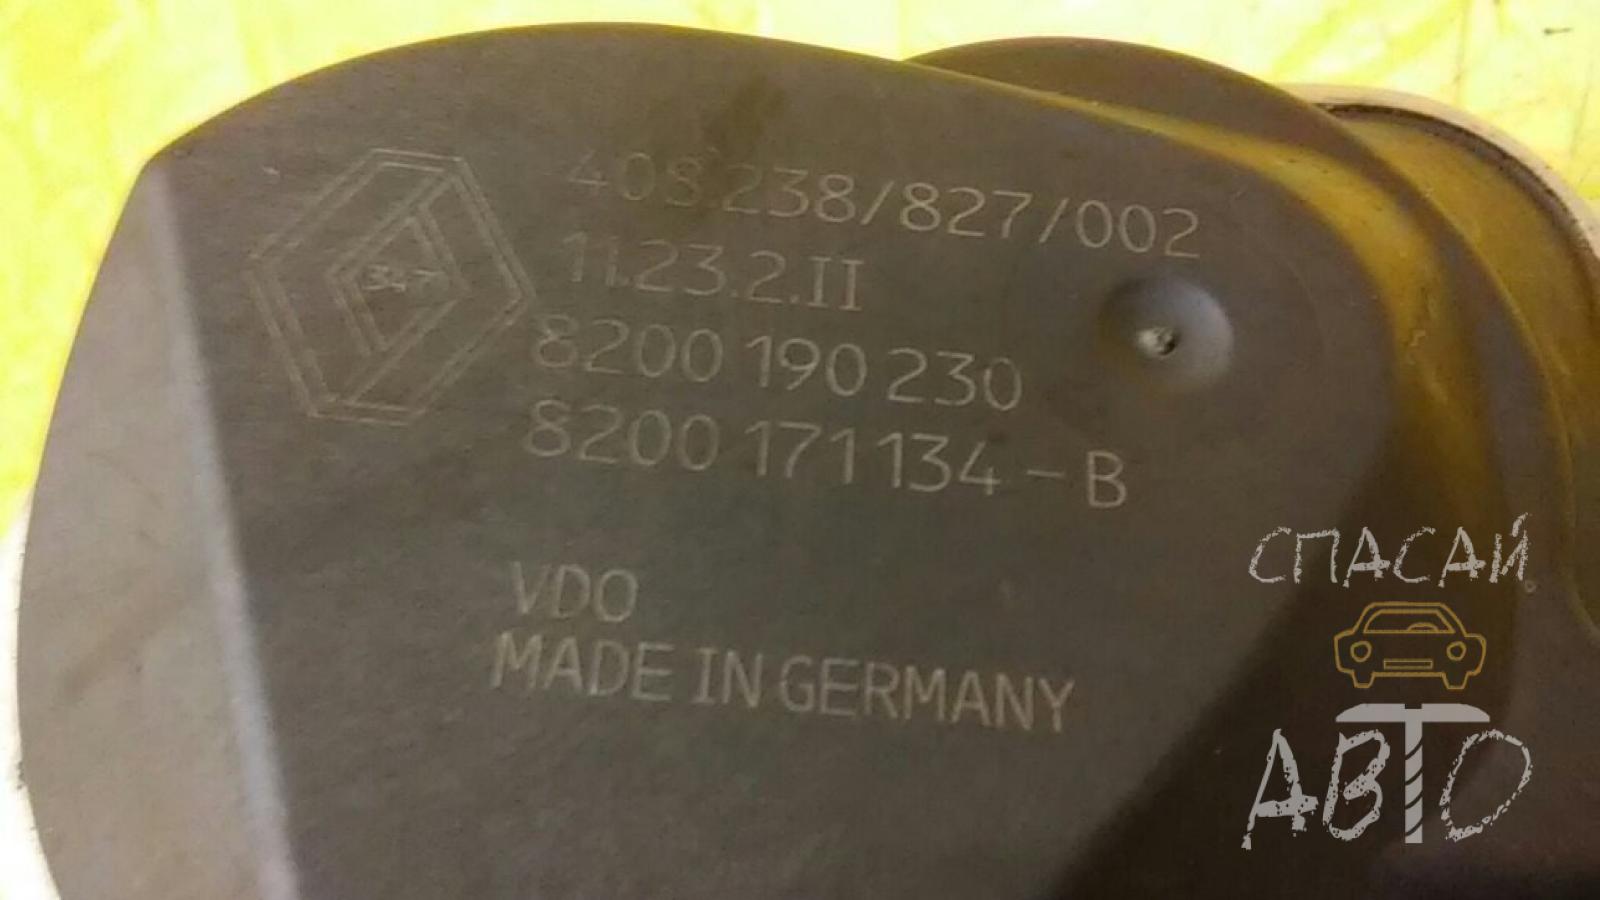 408.238/827/002
11.23.2.II
347
8200 190 230
8200 171 134 - B
VDO
MADE IN GERMANY
СПАСАЙ
АВТО